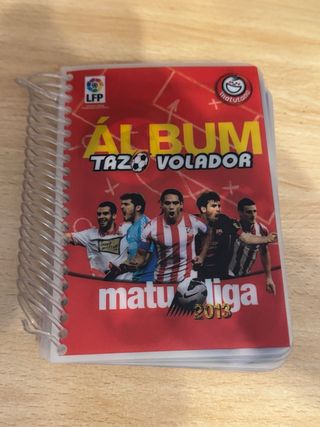 LFP
matutano
ÁLBUM
TAZO VOLADOR
matuliga
2013